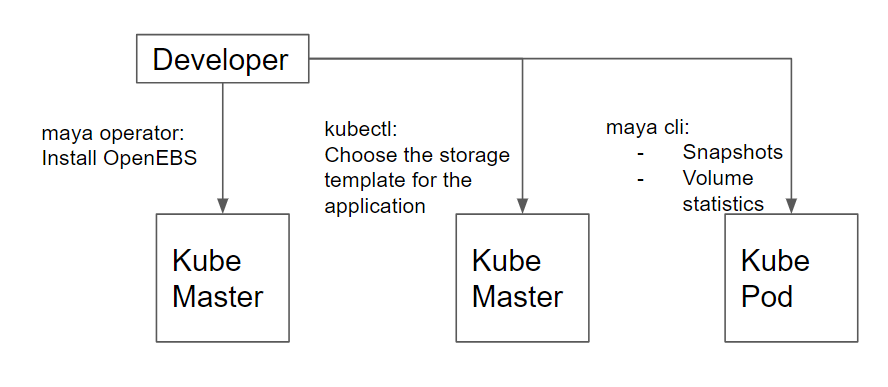 Developer
maya operator:
Install OpenEBS
kubectl:
Choose the storage
template for the
application
maya cli:
- Snapshots
- Volume
statistics
Kube
Master
Kube
Master
Kube
Pod